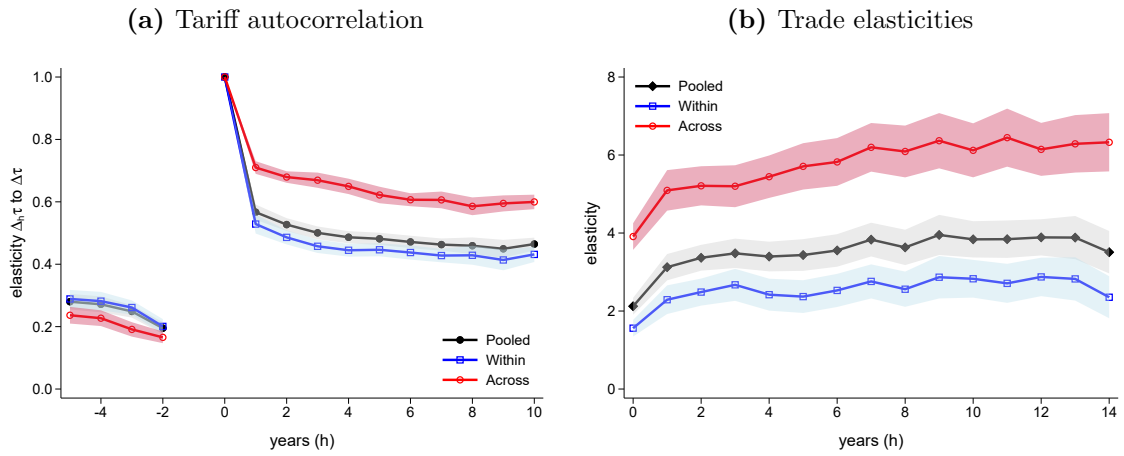 (a) Tariff autocorrelation
elasticity Δₕτ to Δτ
1.0
0.8
0.6
0.4
0.2
0.0
Pooled
Within
Across
-4
-2
0
2
4
6
8
10
years (h)
(b) Trade elasticities
elasticity
8
6
4
2
0
Pooled
Within
Across
0
2
4
6
8
10
12
14
years (h)